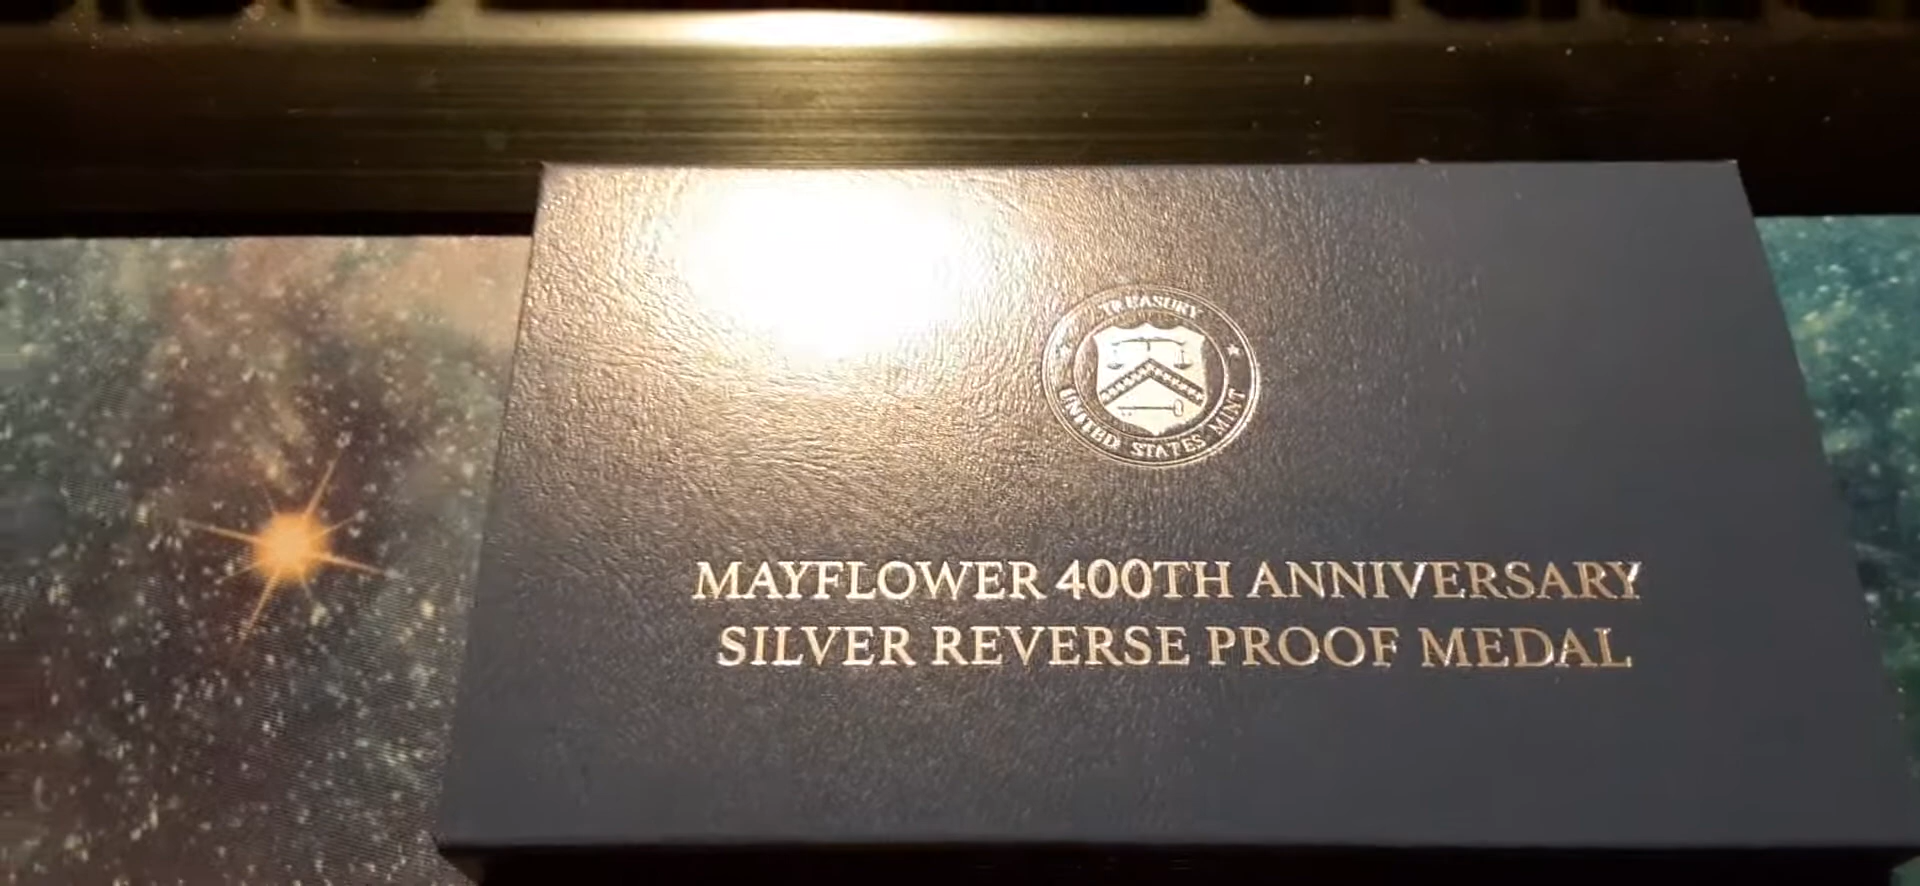 TREASURY
UNITED STATES MINT
MAYFLOWER 400TH ANNIVERSARY
SILVER REVERSE PROOF MEDAL